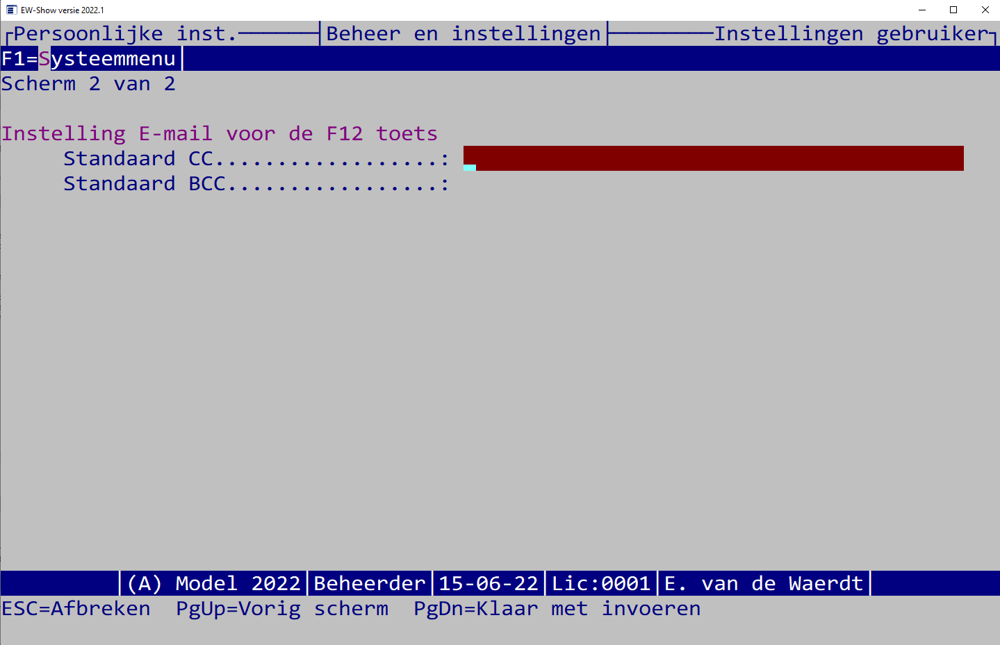 EW-Show versie 2022.1
Persoonlijke inst. Beheer en instellingen Instellingen gebruiker
F1=Systeemmenu
Scherm 2 van 2
Instelling E-mail voor de F12 toets
Standaard CC..................:
Standaard BCC.................:
(A) Model 2022|Beheerder|15-06-22|Lic:0001|E. van de Waerdt|
ESC=Afbreken PgUp=Vorig scherm PgDn=Klaar met invoeren